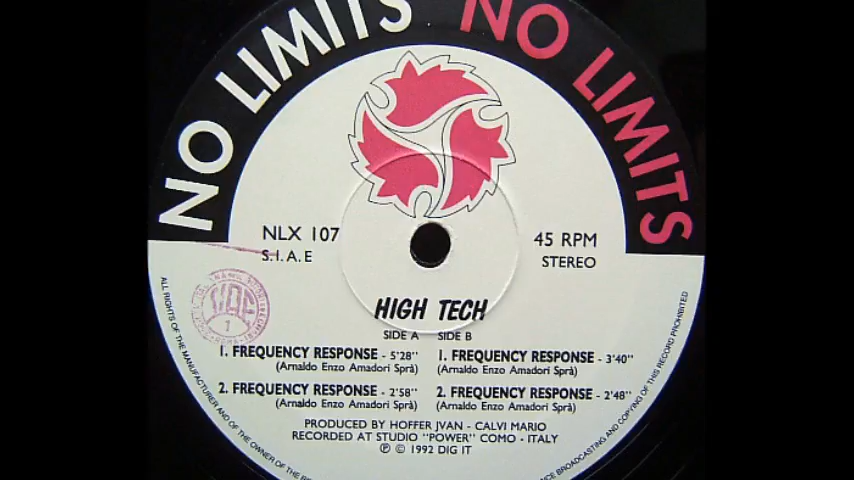 NO LIMITS NO LIMITS
NLX 107
S.I.A.E
45 RPM
STEREO
HIGH TECH
SIDE A SIDE B
1. FREQUENCY RESPONSE - 5'28"
(Arnaldo Enzo Amadori Sprà)
2. FREQUENCY RESPONSE - 2'58"
(Arnaldo Enzo Amadori Sprà)
1. FREQUENCY RESPONSE - 3'40"
(Arnaldo Enzo Amadori Sprà)
2. FREQUENCY RESPONSE - 2'48"
(Arnaldo Enzo Amadori Sprà)
PRODUCED BY HOFFER JVAN - CALVI MARIO
RECORDED AT STUDIO "POWER" COMO - ITALY
℗ © 1992 DIG IT
ALL RIGHTS OF THE MANUFACTURER AND OF THE OWNER OF THE
BROADCASTING AND COPYING OF THIS RECORD PROHIBITED